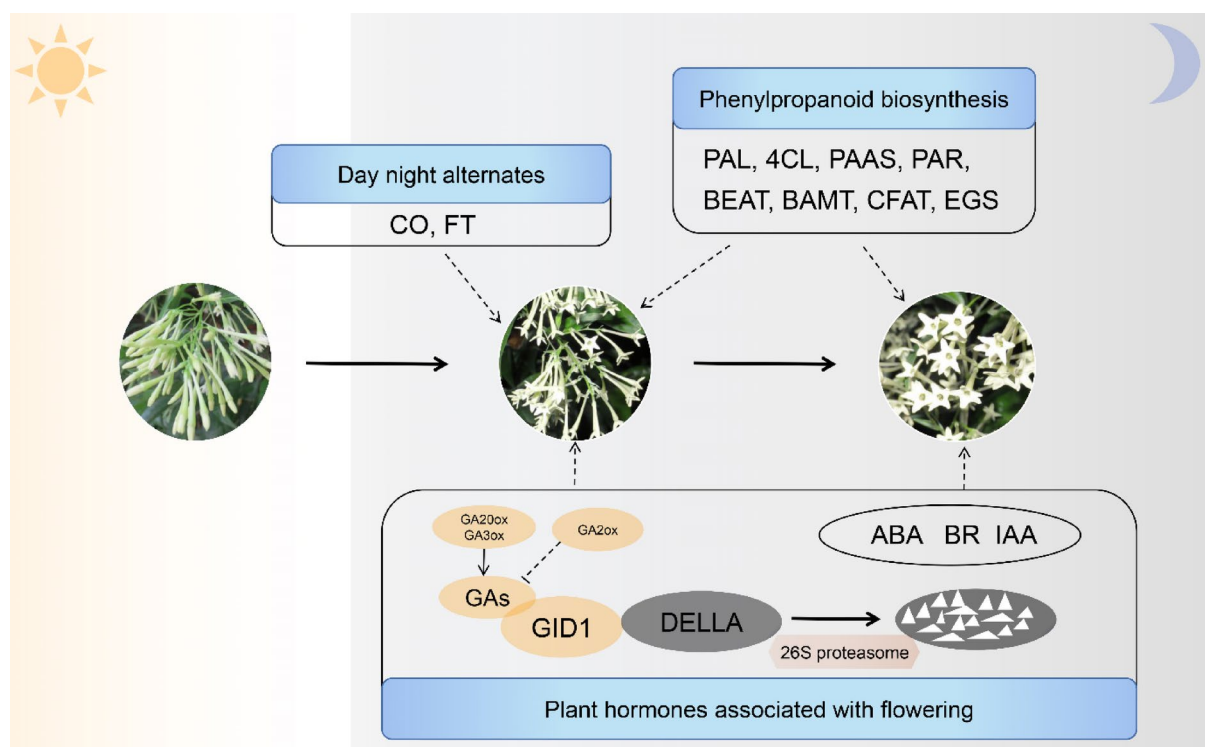 Phenylpropanoid biosynthesis
PAL, 4CL, PAAS, PAR,
BEAT, BAMT, CFAT, EGS
Day night alternates
CO, FT
GA20ox
GA3ox
GA2ox
ABA BR IAA
GAs
GID1
DELLA
26S proteasome
Plant hormones associated with flowering